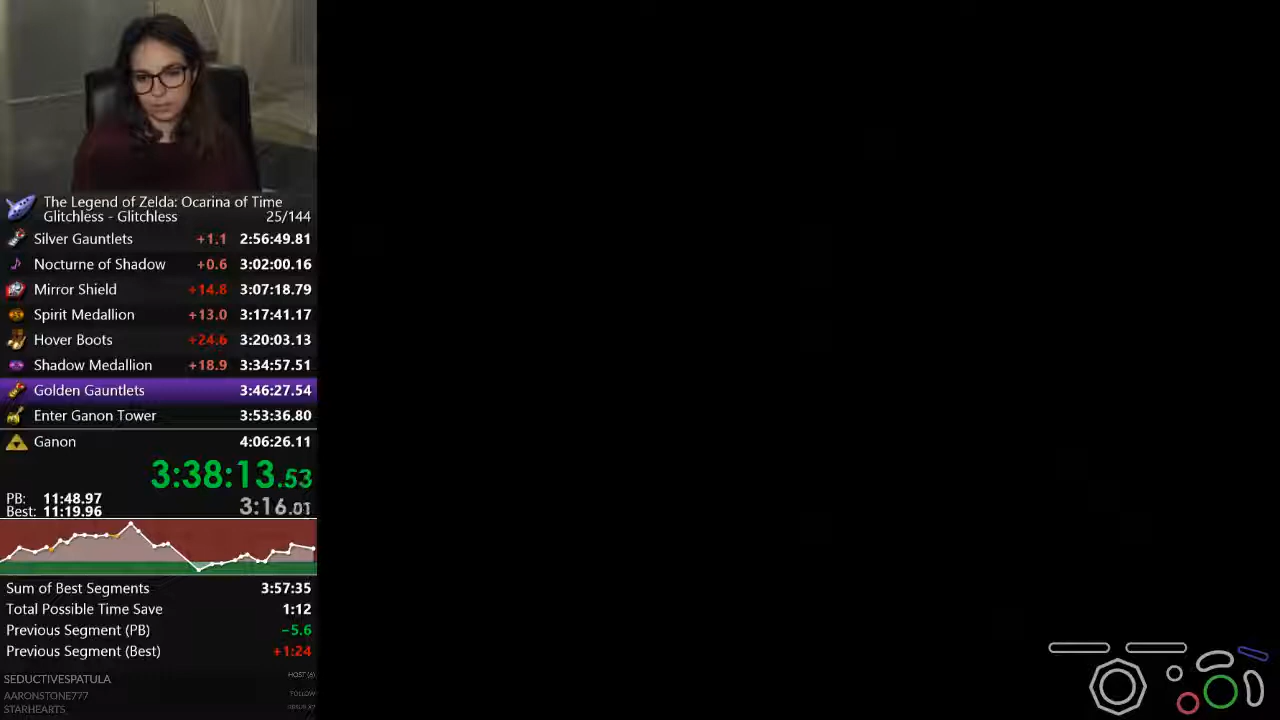 The Legend of Zelda: Ocarina of Time
Glitchless - Glitchless 25/144
Silver Gauntlets +1.1 2:56:49.81
Nocturne of Shadow +0.6 3:02:00.16
Mirror Shield +14.8 3:07:18.79
Spirit Medallion +13.0 3:17:41.17
Hover Boots +24.6 3:20:03.13
Shadow Medallion +18.9 3:34:57.51
Golden Gauntlets 3:46:27.54
Enter Ganon Tower 3:53:36.80
Ganon 4:06:26.11
3:38:13.53
PB: 11:48.97
Best: 11:19.96
3:16.01
Sum of Best Segments 3:57:35
Total Possible Time Save 1:12
Previous Segment (PB) −5.6
Previous Segment (Best) +1:24
SEDUCTIVESPATULA HOST (6)
AARONSTONE777 FOLLOW
STARHEARTS_